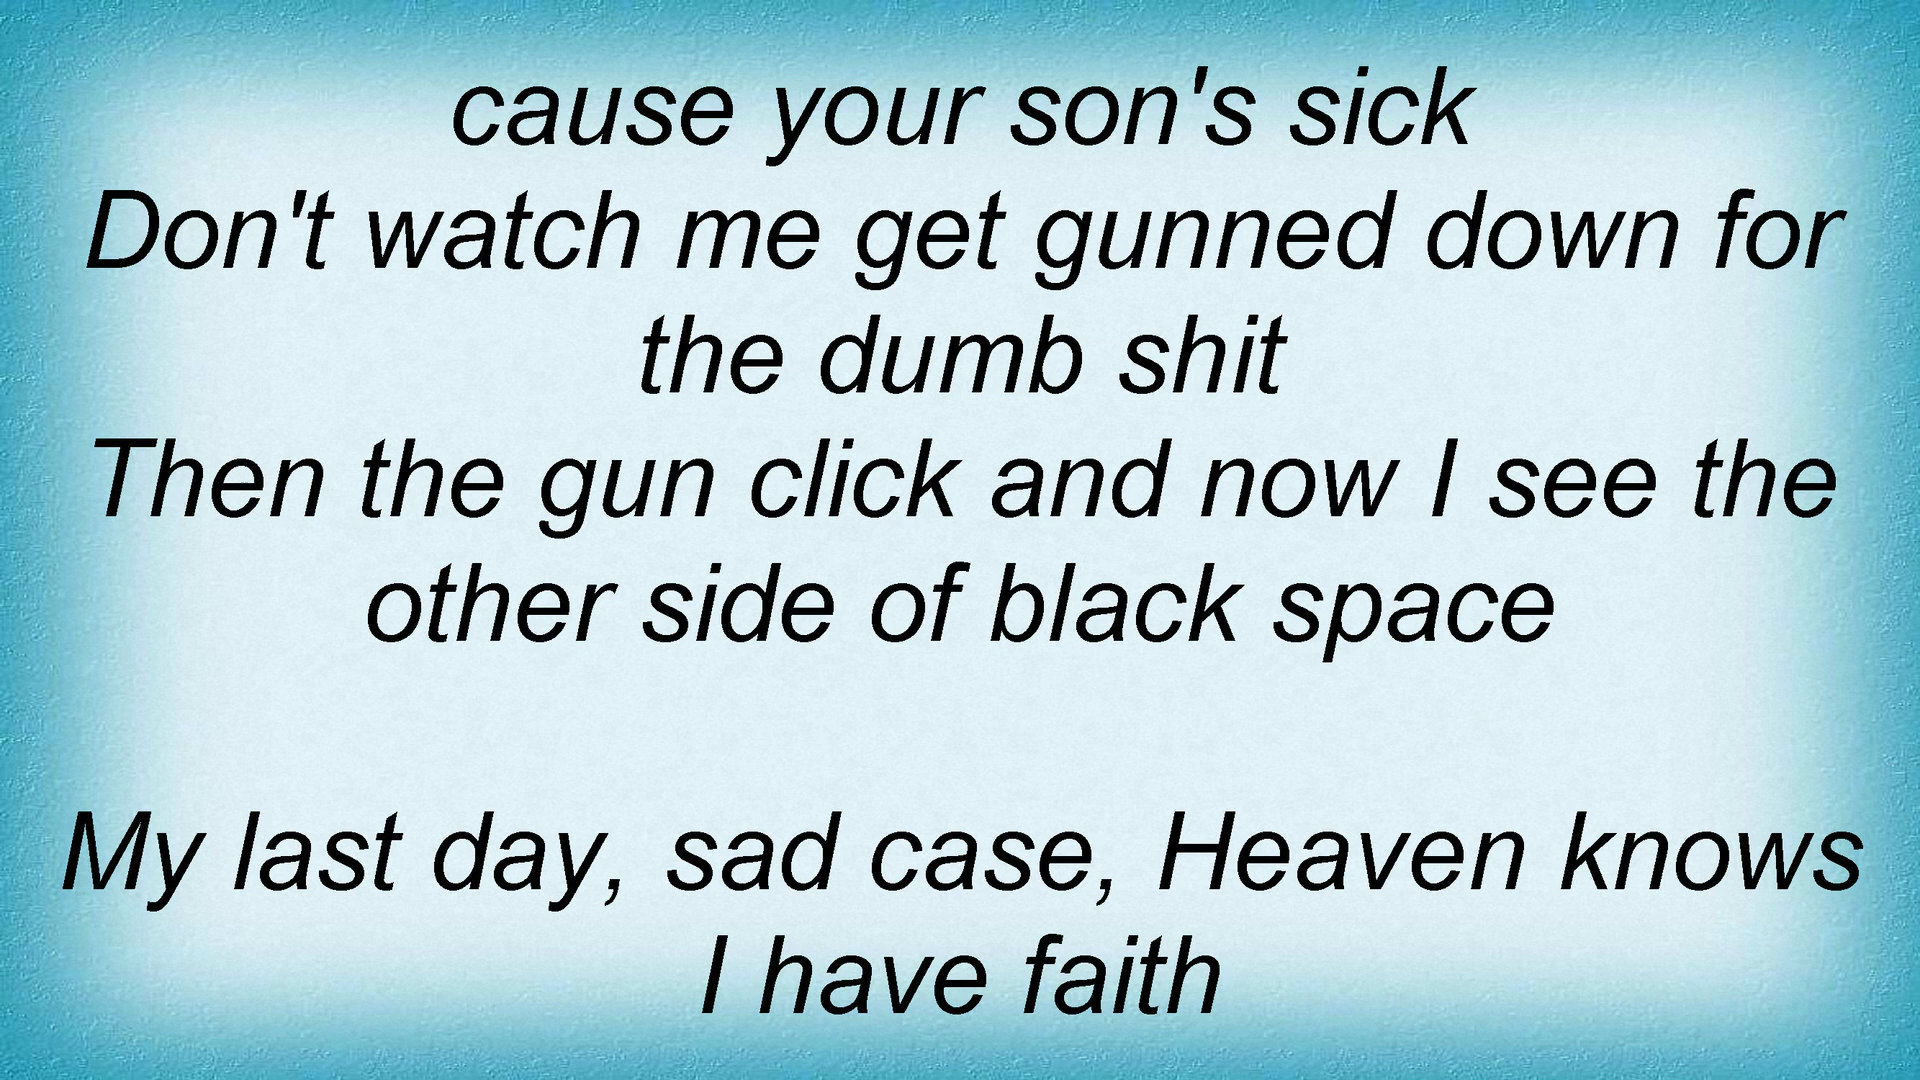 cause your son's sick
Don't watch me get gunned down for
the dumb shit
Then the gun click and now I see the
other side of black space
My last day, sad case, Heaven knows
I have faith